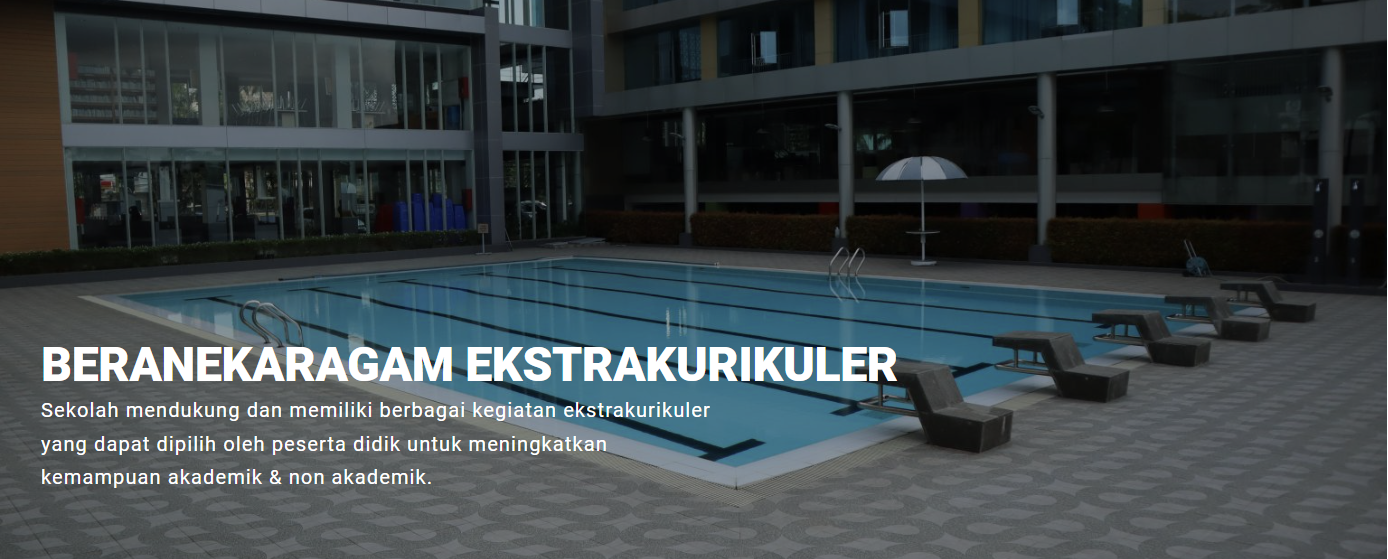 BERANEKARAGAM EKSTRAKURIKULER
Sekolah mendukung dan memiliki berbagai kegiatan ekstrakurikuler
yang dapat dipilih oleh peserta didik untuk meningkatkan
kemampuan akademik & non akademik.